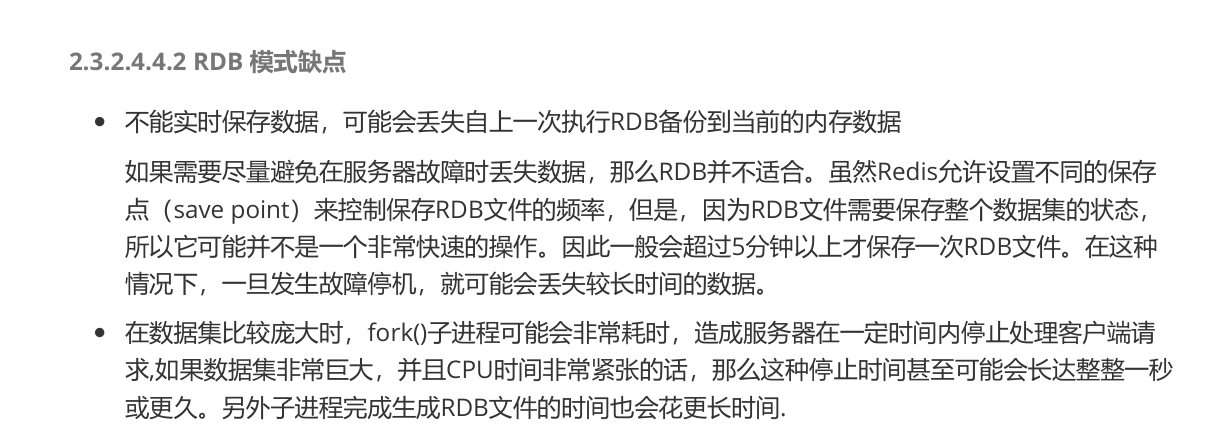 2.3.2.4.4.2 RDB 模式缺点
不能实时保存数据，可能会丢失自上一次执行RDB备份到当前的内存数据
如果需要尽量避免在服务器故障时丢失数据，那么RDB并不适合。虽然Redis允许设置不同的保存
点（save point）来控制保存RDB文件的频率，但是，因为RDB文件需要保存整个数据集的状态，
所以它可能并不是一个非常快速的操作。因此一般会超过5分钟以上才保存一次RDB文件。在这种
情况下，一旦发生故障停机，就可能会丢失较长时间的数据。
在数据集比较庞大时，fork()子进程可能会非常耗时，造成服务器在一定时间内停止处理客户端请
求,如果数据集非常巨大，并且CPU时间非常紧张的话，那么这种停止时间甚至可能会长达整整一秒
或更久。另外子进程完成生成RDB文件的时间也会花更长时间.